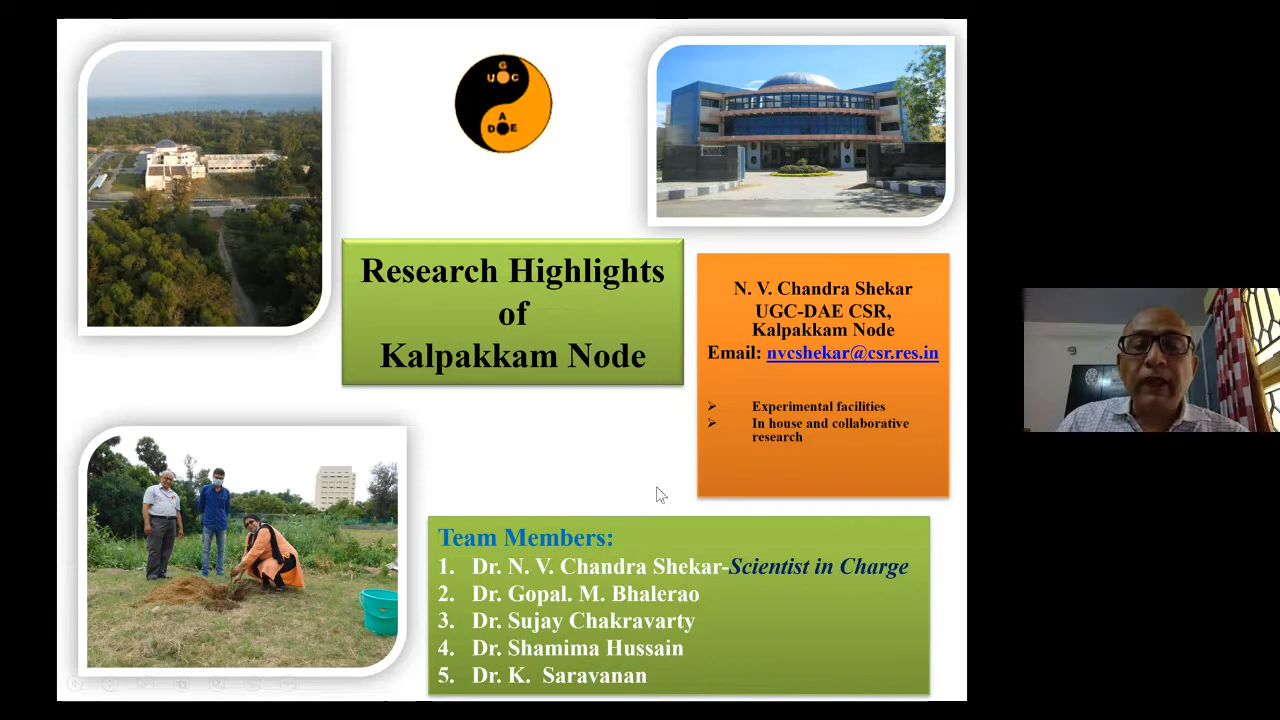 G
U C
A
D E
Research Highlights
of
Kalpakkam Node
N. V. Chandra Shekar
UGC-DAE CSR,
Kalpakkam Node
Email: nvcshekar@csr.res.in
➢ Experimental facilities
➢ In house and collaborative
research
Team Members:
1. Dr. N. V. Chandra Shekar-Scientist in Charge
2. Dr. Gopal. M. Bhalerao
3. Dr. Sujay Chakravarty
4. Dr. Shamima Hussain
5. Dr. K. Saravanan